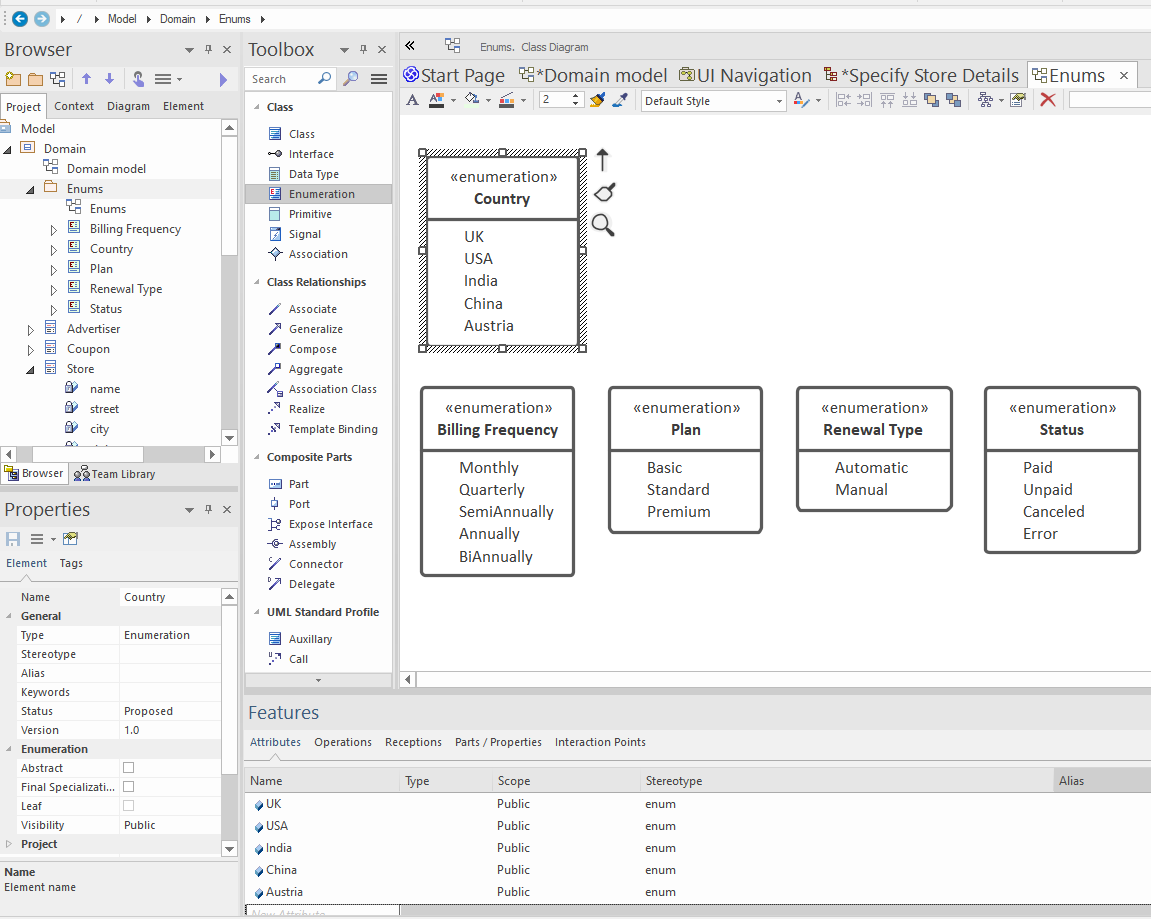 / Model Domain Enums
Browser
Project Context Diagram Element
Model
Domain
Domain model
Enums
Enums
Billing Frequency
Country
Plan
Renewal Type
Status
Advertiser
Coupon
Store
name
street
city
Browser Team Library
Properties
Element Tags
Name Country
General
Type Enumeration
Stereotype
Alias
Keywords
Status Proposed
Version 1.0
Enumeration
Abstract
Final Specializati...
Leaf
Visibility Public
Project
Name
Element name
Toolbox
Search
Class
Class
Interface
Data Type
Enumeration
Primitive
Signal
Association
Class Relationships
Associate
Generalize
Compose
Aggregate
Association Class
Realize
Template Binding
Composite Parts
Part
Port
Expose Interface
Assembly
Connector
Delegate
UML Standard Profile
Auxillary
Call
Enums. Class Diagram
Start Page *Domain model UI Navigation *Specify Store Details Enums
2 Default Style
«enumeration»
Country
UK
USA
India
China
Austria
«enumeration»
Billing Frequency
Monthly
Quarterly
SemiAnnually
Annually
BiAnnually
«enumeration»
Plan
Basic
Standard
Premium
«enumeration»
Renewal Type
Automatic
Manual
«enumeration»
Status
Paid
Unpaid
Canceled
Error
Features
Attributes Operations Receptions Parts / Properties Interaction Points
Name Type Scope Stereotype Alias
UK Public enum
USA Public enum
India Public enum
China Public enum
Austria Public enum
New Attribute